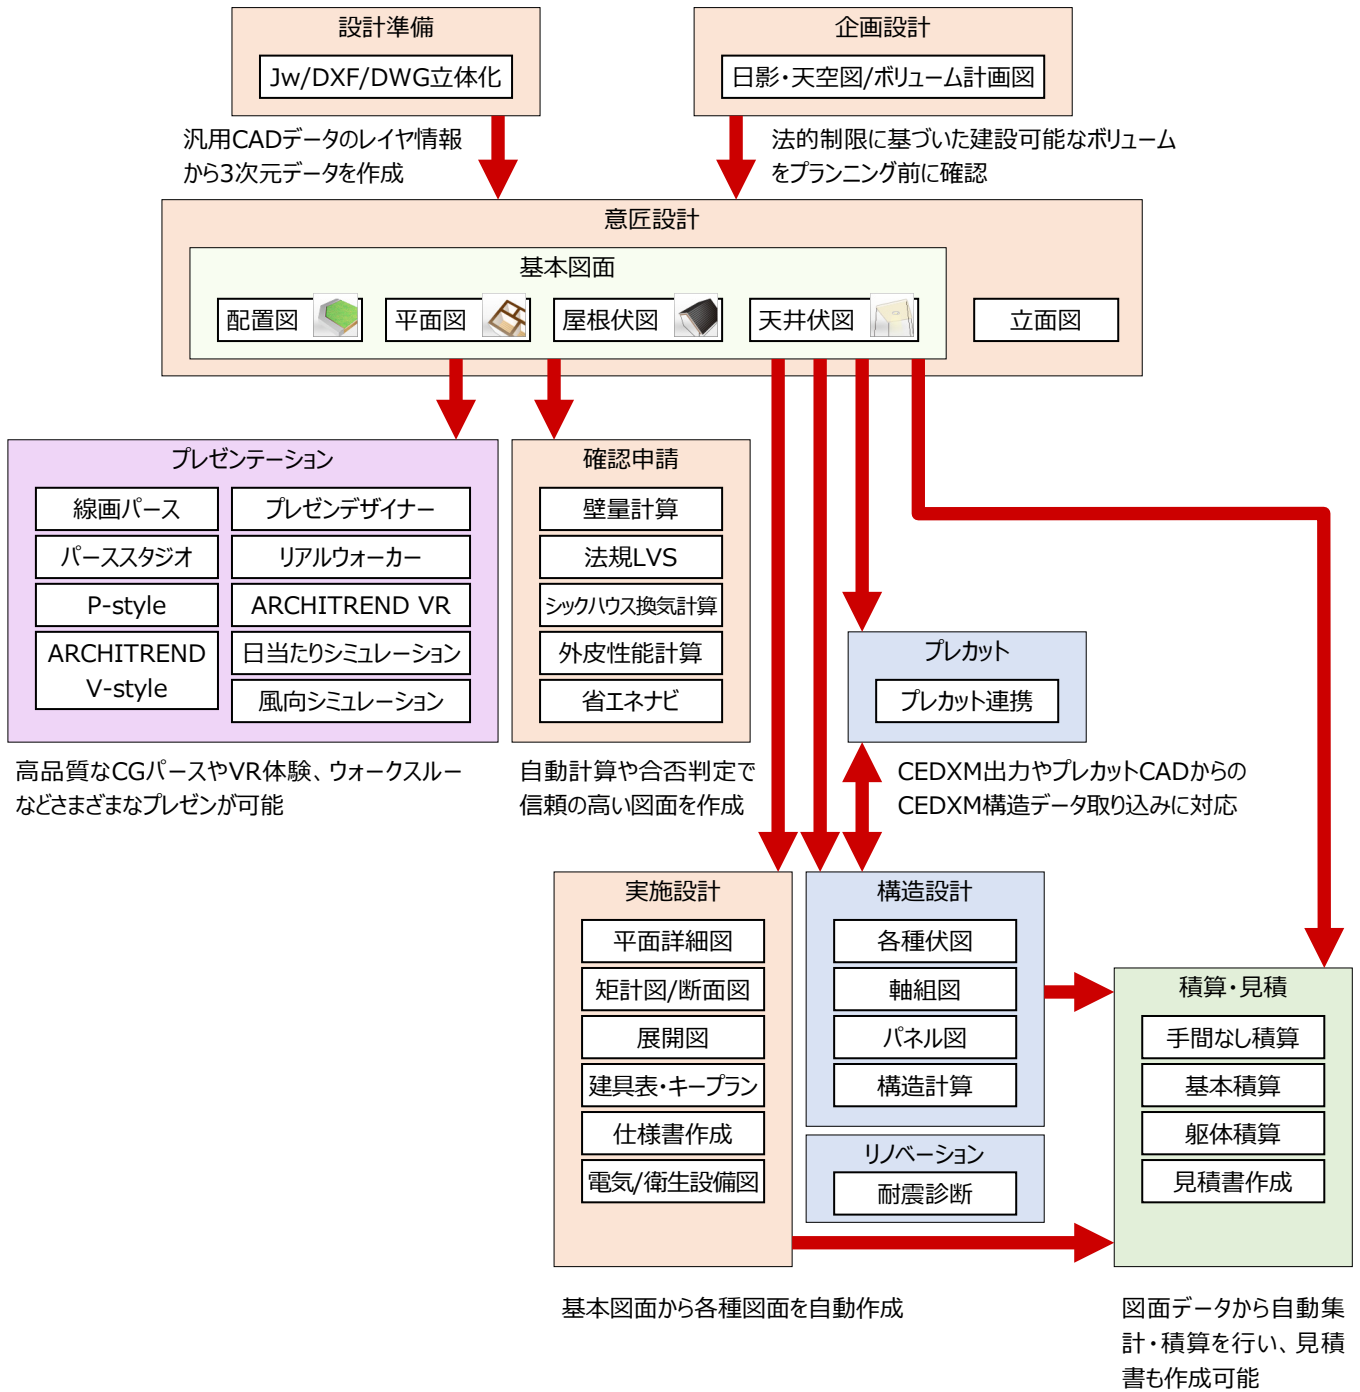 設計準備
Jw/DXF/DWG立体化
企画設計
日影・天空図/ボリューム計画図
汎用CADデータのレイヤ情報
から3次元データを作成
法的制限に基づいた建設可能なボリューム
をプランニング前に確認
意匠設計
基本図面
配置図
平面図
屋根伏図
天井伏図
立面図
プレゼンテーション
線画パース
パーススタジオ
P-style
ARCHITREND
V-style
プレゼンデザイナー
リアルウォーカー
ARCHITREND VR
日当たりシミュレーション
風向シミュレーション
高品質なCGパースやVR体験、ウォークスルー
などさまざまなプレゼンが可能
確認申請
壁量計算
法規LVS
シックハウス換気計算
外皮性能計算
省エネナビ
自動計算や合否判定で
信頼の高い図面を作成
プレカット
プレカット連携
CEDXM出力やプレカットCADからの
CEDXM構造データ取り込みに対応
実施設計
平面詳細図
矩計図/断面図
展開図
建具表・キープラン
仕様書作成
電気/衛生設備図
基本図面から各種図面を自動作成
構造設計
各種伏図
軸組図
パネル図
構造計算
リノベーション
耐震診断
積算・見積
手間なし積算
基本積算
躯体積算
見積書作成
図面データから自動集
計・積算を行い、見積
書も作成可能